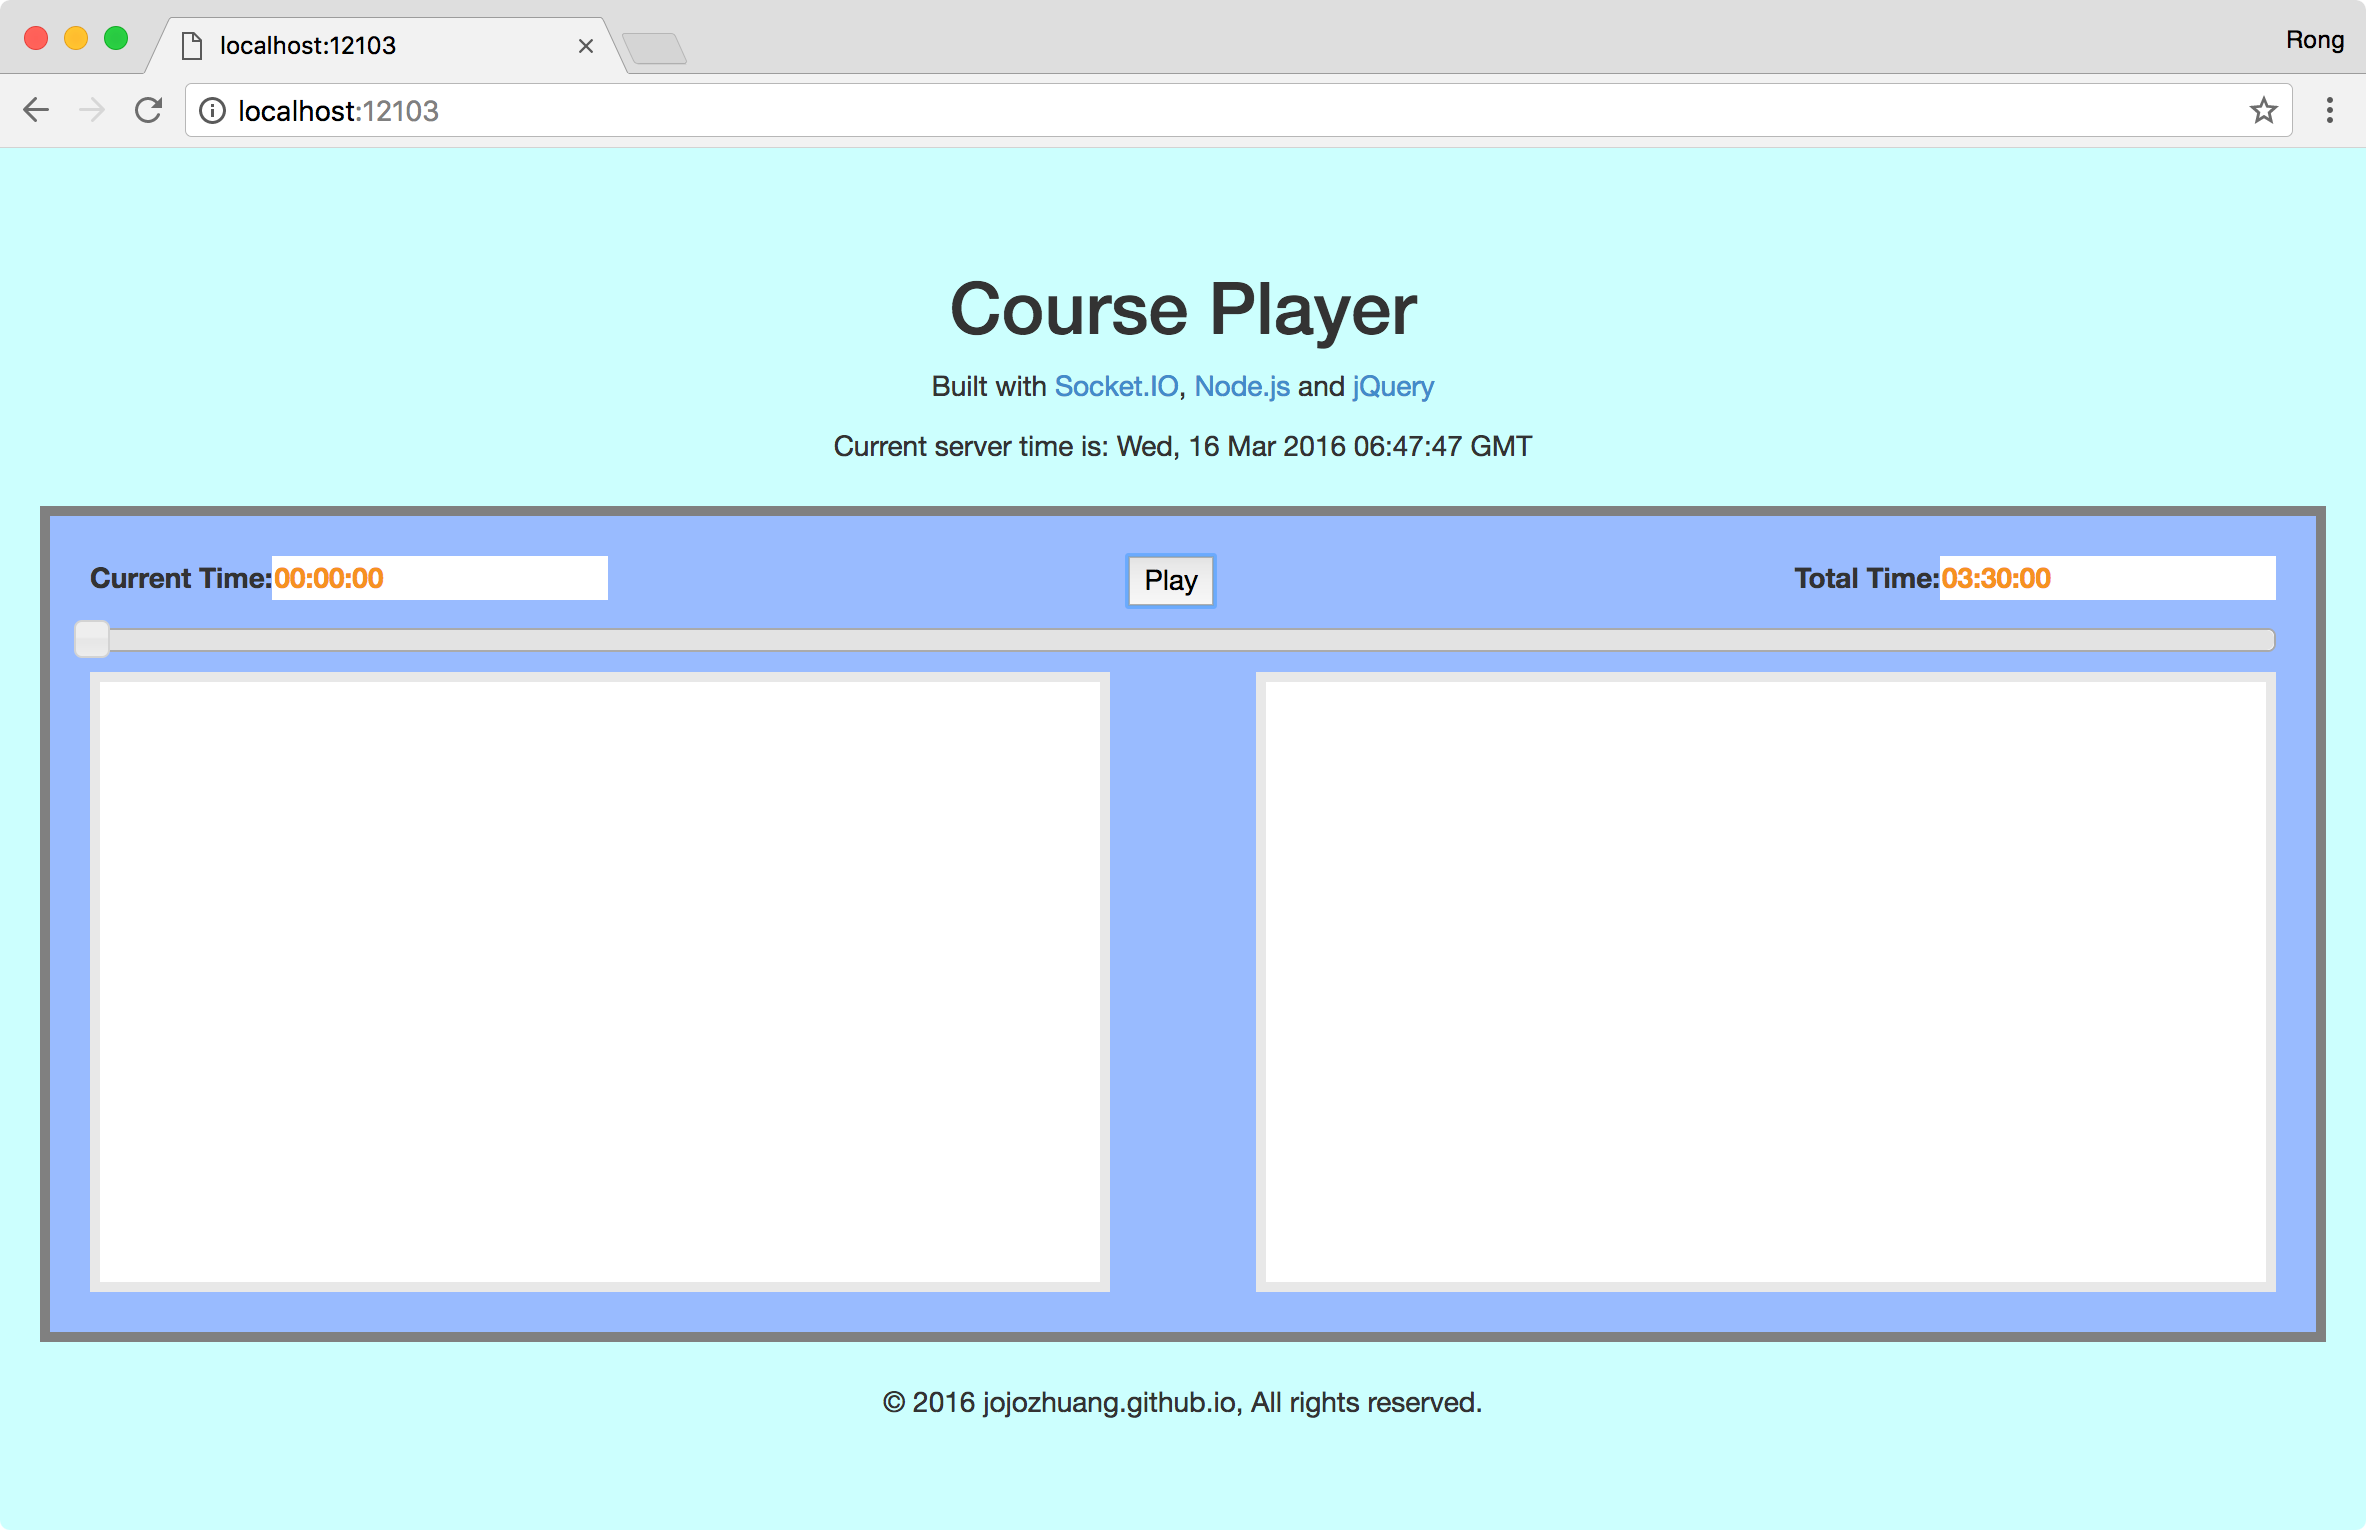 localhost:12103
Rong
localhost:12103
Course Player
Built with Socket.IO, Node.js and jQuery
Current server time is: Wed, 16 Mar 2016 06:47:47 GMT
Current Time:00:00:00 Play Total Time:03:30:00
© 2016 jojozhuang.github.io, All rights reserved.